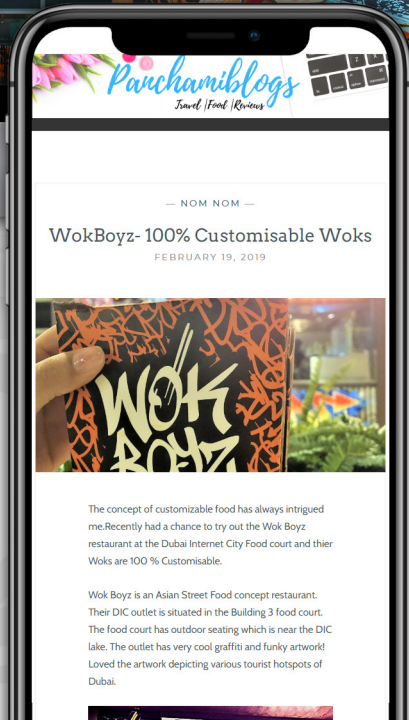 Panchamiblogs
Travel |Food |Reviews
— NOM NOM —
WokBoyz- 100% Customisable Woks
FEBRUARY 19, 2019
WOK
BOYZ
The concept of customizable food has always intrigued
me.Recently had a chance to try out the Wok Boyz
restaurant at the Dubai Internet City Food court and thier
Woks are 100 % Customisable.
Wok Boyz is an Asian Street Food concept restaurant.
Their DIC outlet is situated in the Building 3 food court.
The food court has outdoor seating which is near the DIC
lake. The outlet has very cool graffiti and funky artwork!
Loved the artwork depicting various tourist hotspots of
Dubai.